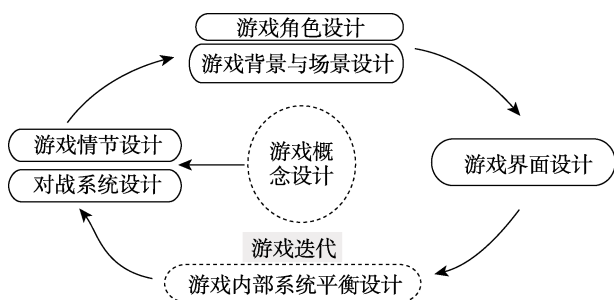 游戏角色设计
游戏背景与场景设计
游戏情节设计
对战系统设计
游戏概
念设计
游戏界面设计
游戏迭代
游戏内部系统平衡设计